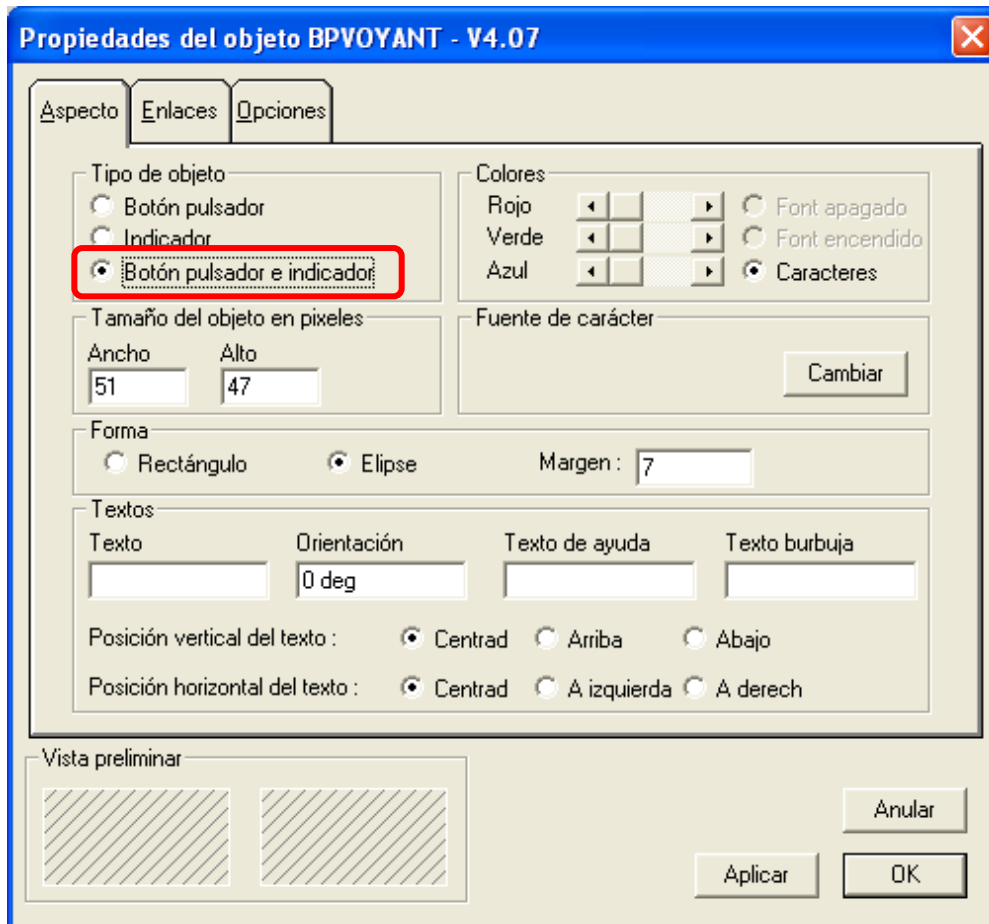 Propiedades del objeto BPVOYANT - V4.07
Aspecto Enlaces Opciones
Tipo de objeto
Botón pulsador
Indicador
Botón pulsador e indicador
Colores
Rojo
Verde
Azul
Font apagado
Font encendido
Caracteres
Tamaño del objeto en pixeles
Ancho Alto
51 47
Fuente de carácter
Cambiar
Forma
Rectángulo Elipse Margen : 7
Textos
Texto Orientación Texto de ayuda Texto burbuja
0 deg
Posición vertical del texto : Centrad Arriba Abajo
Posición horizontal del texto : Centrad A izquierda A derech
Vista preliminar
Anular
Aplicar OK